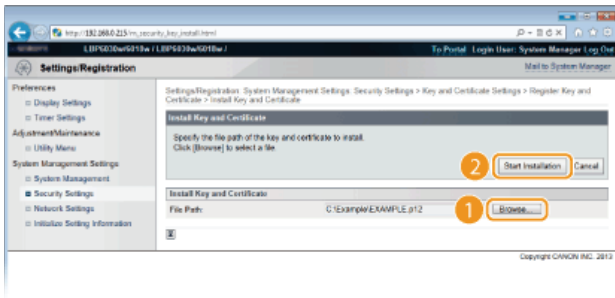 http://192.168.0.215/m_security_key_install.html
LBP6030w/6018w / LBP6030w/6018w /
To Portal Login User: System Manager Log Out
Settings/Registration
Mail to System Manager
Preferences
Display Settings
Timer Settings
Adjustment/Maintenance
Utility Menu
System Management Settings
System Management
Security Settings
Network Settings
Initialize Setting Information
Settings/Registration: System Management Settings: Security Settings > Key and Certificate Settings > Register Key and
Certificate > Install Key and Certificate
Install Key and Certificate
Specify the file path of the key and certificate to install.
Click [Browse] to select a file.
2
Start Installation
Cancel
Install Key and Certificate
File Path:
C:\Example\EXAMPLE.p12
1
Browse...
Copyright CANON INC. 2013